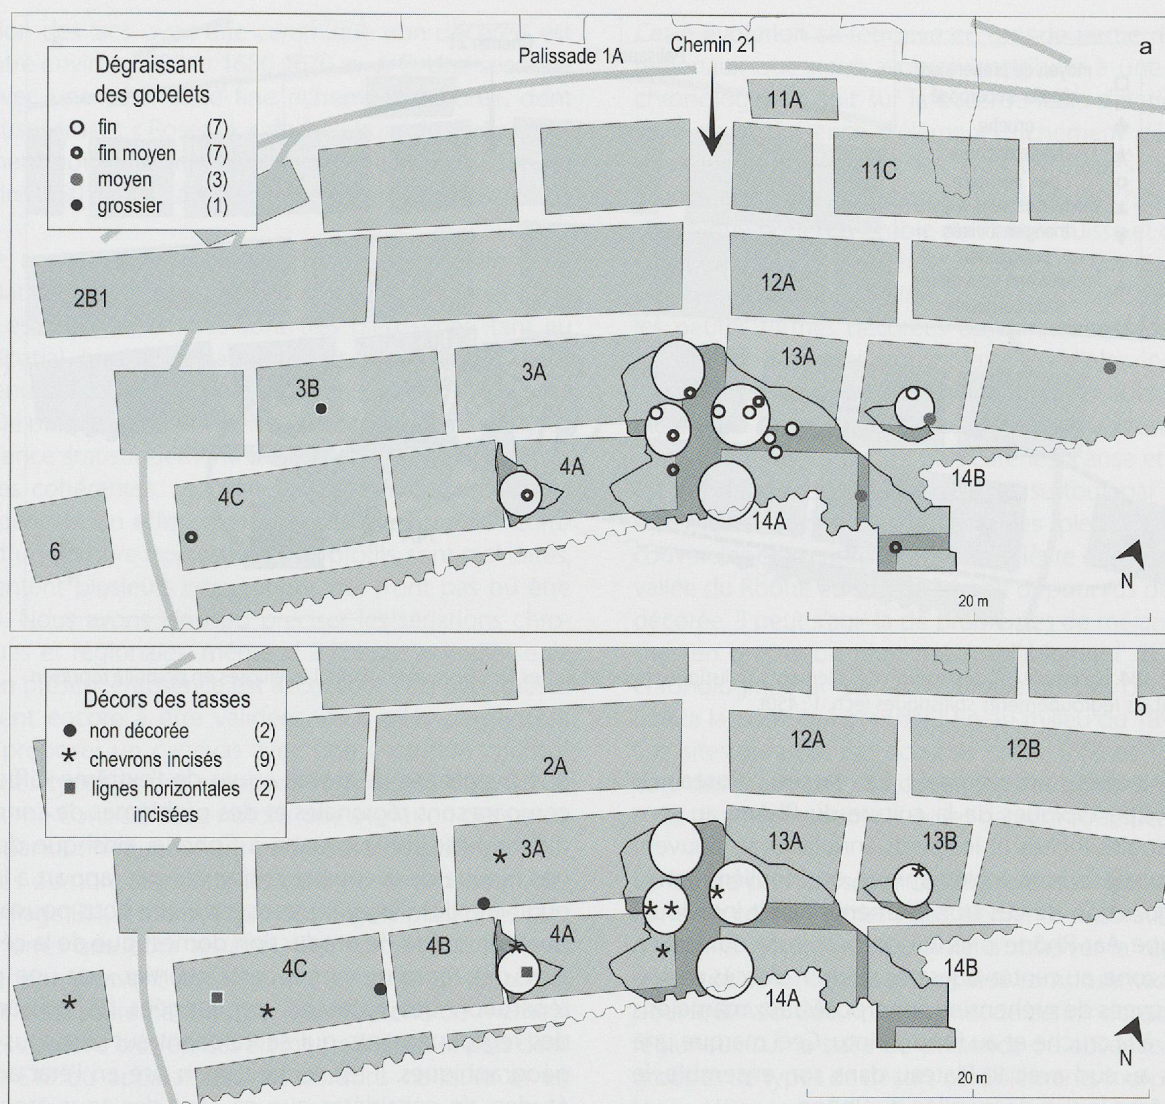 a
Palissade 1A
Chemin 21
Dégraissant
des gobelets
fin (7)
fin moyen (7)
moyen (3)
grossier (1)
11A
11C
2B1
12A
3B
3A
13A
4C
4A
14B
6
14A
N
20 m
b
Décors des tasses
non décorée (2)
chevrons incisés (9)
lignes horizontales (2)
incisées
2A
12A
12B
3A
13A
13B
4B
4A
4C
14B
14A
N
20 m